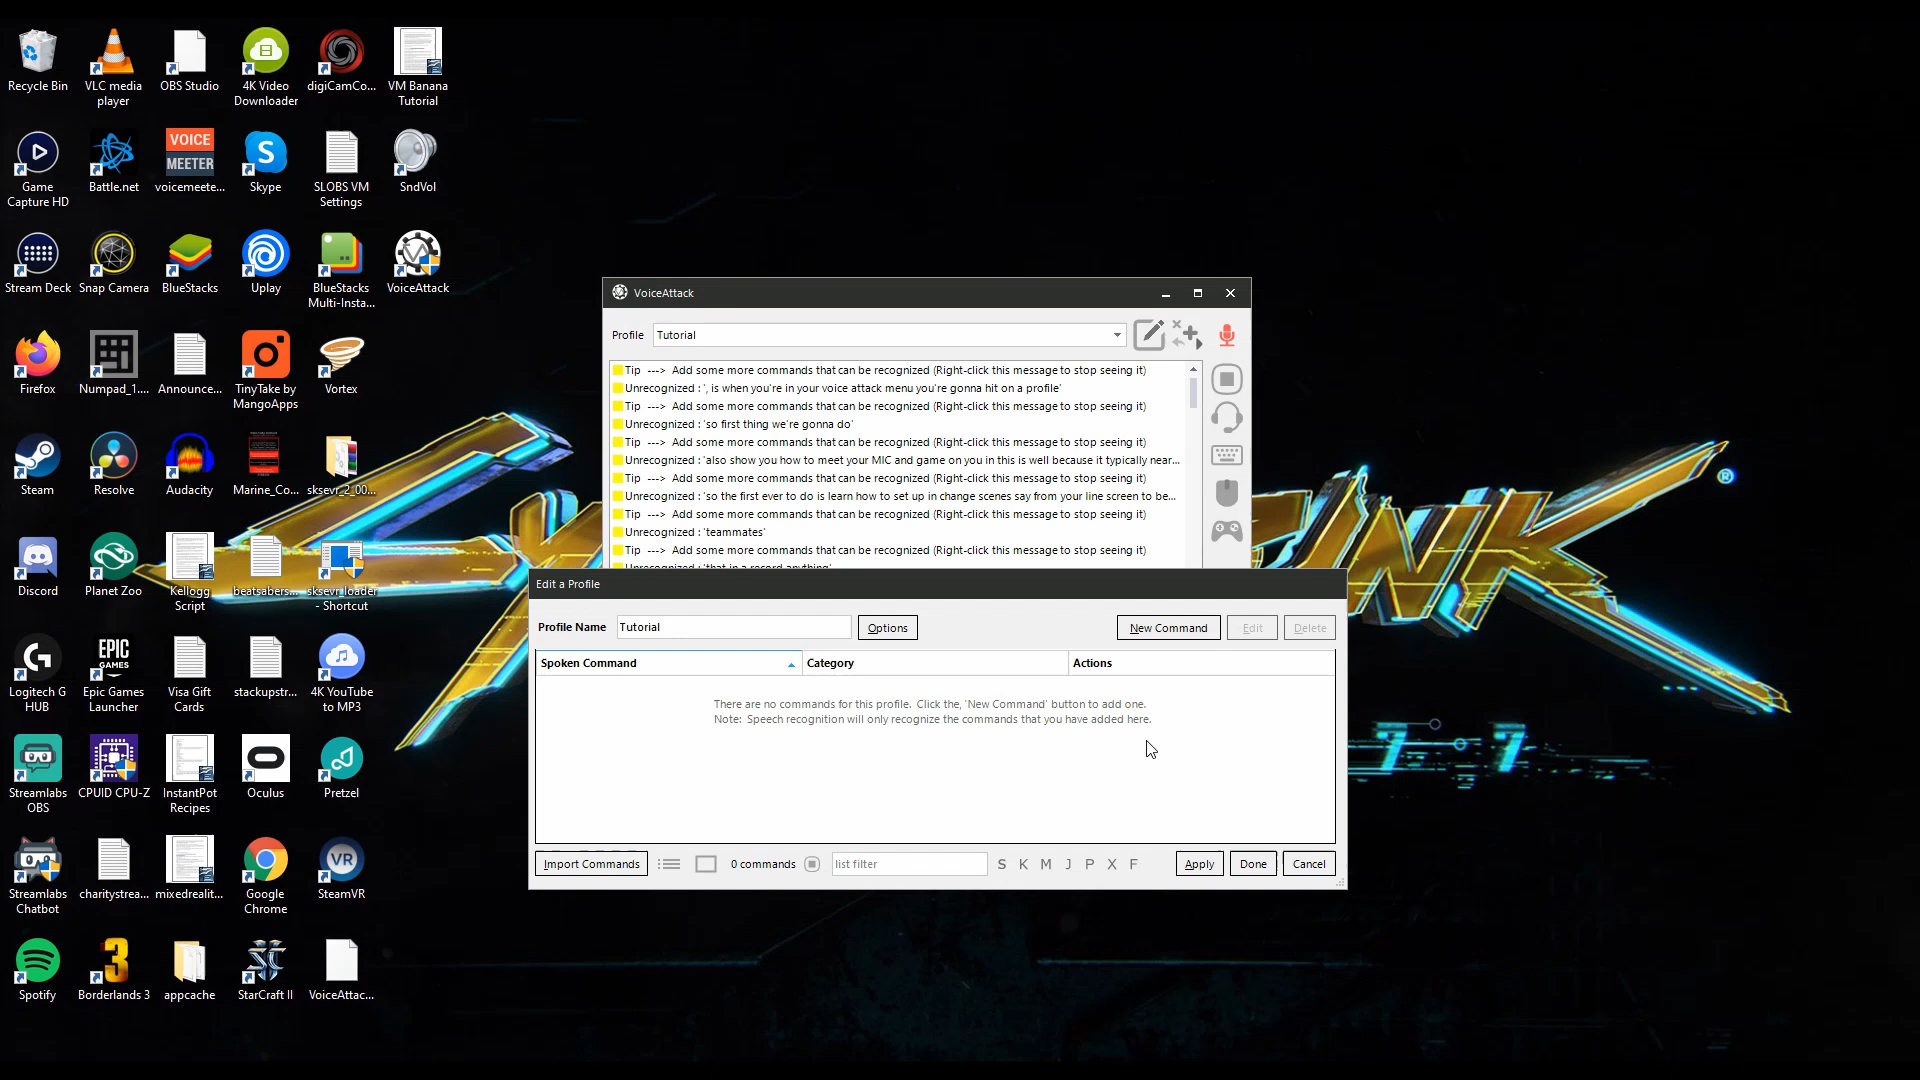 Recycle Bin
VLC media player
OBS Studio
4K Video Downloader
digiCamCo...
VM Banana Tutorial
Game Capture HD
Battle.net
VOICE MEETER
voicemeete...
Skype
SLOBS VM Settings
SndVol
Stream Deck
Snap Camera
BlueStacks
Uplay
BlueStacks Multi-Insta...
VoiceAttack
Firefox
Numpad_1....
Announce...
TinyTake by MangoApps
Vortex
Steam
Resolve
Audacity
Marine_Co...
sksevr_2_00...
Discord
Planet Zoo
Kellogg Script
beatsabers...
sksevr_loader - Shortcut
Logitech G HUB
EPIC GAMES
Epic Games Launcher
Visa Gift Cards
stackupstr...
4K YouTube to MP3
Streamlabs OBS
CPUID CPU-Z
InstantPot Recipes
Oculus
Pretzel
Streamlabs Chatbot
charitystrea...
mixedrealit...
Google Chrome
VR
SteamVR
Spotify
3
Borderlands 3
appcache
StarCraft II
VoiceAttac...
VoiceAttack
Profile Tutorial
Tip ---> Add some more commands that can be recognized (Right-click this message to stop seeing it)
Unrecognized : ', is when you're in your voice attack menu you're gonna hit on a profile'
Tip ---> Add some more commands that can be recognized (Right-click this message to stop seeing it)
Unrecognized : 'so first thing we're gonna do'
Tip ---> Add some more commands that can be recognized (Right-click this message to stop seeing it)
Unrecognized : 'also show you how to meet your MIC and game on you in this is well because it typically near...
Tip ---> Add some more commands that can be recognized (Right-click this message to stop seeing it)
Unrecognized : 'so the first ever to do is learn how to set up in change scenes say from your line screen to be...
Tip ---> Add some more commands that can be recognized (Right-click this message to stop seeing it)
Unrecognized : 'teammates'
Tip ---> Add some more commands that can be recognized (Right-click this message to stop seeing it)
Unrecognized : 'that in a record anything'
Edit a Profile
Profile Name Tutorial Options New Command Edit Delete
Spoken Command Category Actions
There are no commands for this profile. Click the, 'New Command' button to add one.
Note: Speech recognition will only recognize the commands that you have added here.
Import Commands 0 commands list filter S K M J P X F Apply Done Cancel